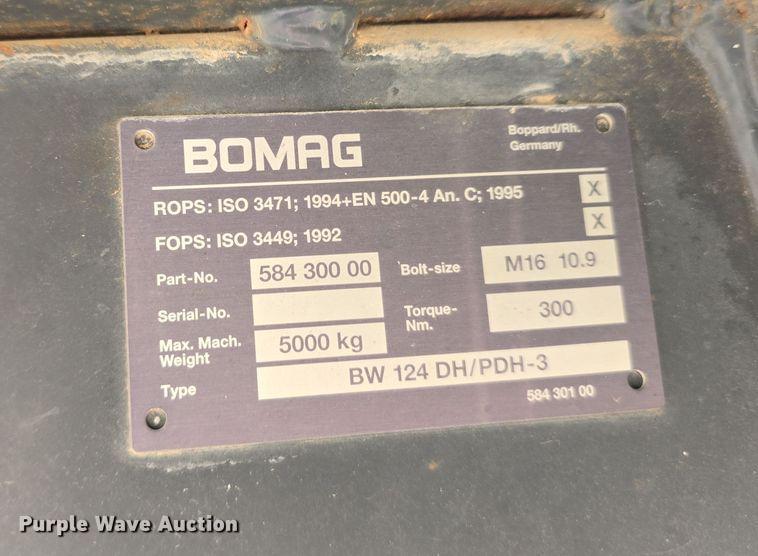 BOMAG
Boppard/Rh.
Germany
ROPS: ISO 3471; 1994+EN 500-4 An. C; 1995 X
FOPS: ISO 3449; 1992 X
Part-No. 584 300 00 Bolt-size M16 10.9
Serial-No. Torque-Nm. 300
Max. Mach. Weight 5000 kg
Type BW 124 DH/PDH-3
584 301 00
Purple Wave Auction